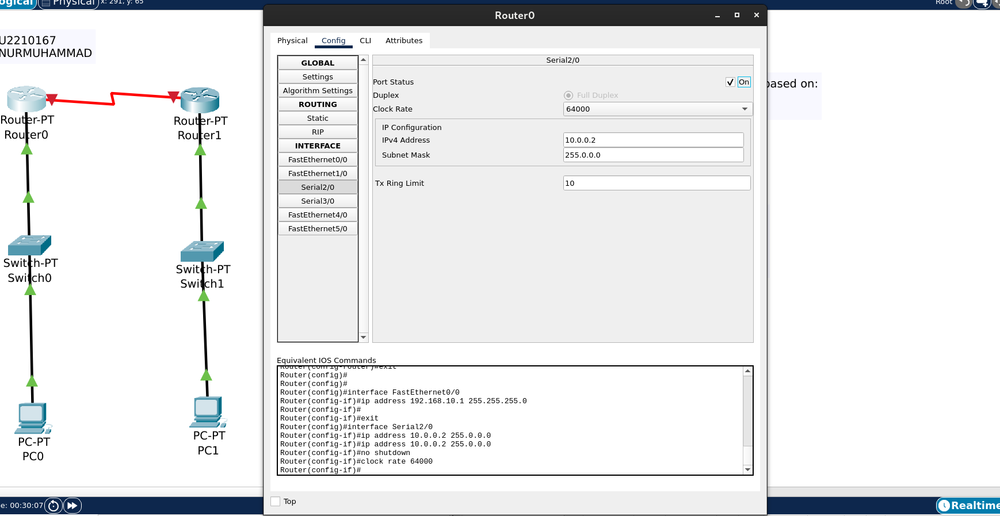 Logical
Physical
x: 291, y: 65
Root
Router0
U2210167
NURMUHAMMAD
Router-PT
Router0
Router-PT
Router1
Switch-PT
Switch0
Switch-PT
Switch1
PC-PT
PC0
PC-PT
PC1
Physical
Config
CLI
Attributes
GLOBAL
Settings
Algorithm Settings
ROUTING
Static
RIP
INTERFACE
FastEthernet0/0
FastEthernet1/0
Serial2/0
Serial3/0
FastEthernet4/0
FastEthernet5/0
Serial2/0
Port Status
On
Duplex
Full Duplex
Clock Rate
64000
IP Configuration
IPv4 Address
10.0.0.2
Subnet Mask
255.0.0.0
Tx Ring Limit
10
based on:
Equivalent IOS Commands
Router(config-router)#exit
Router(config)#
Router(config)#
Router(config)#interface FastEthernet0/0
Router(config-if)#ip address 192.168.10.1 255.255.255.0
Router(config-if)#
Router(config-if)#exit
Router(config)#interface Serial2/0
Router(config-if)#ip address 10.0.0.2 255.0.0.0
Router(config-if)#ip address 10.0.0.2 255.0.0.0
Router(config-if)#no shutdown
Router(config-if)#clock rate 64000
Router(config-if)#
Top
e: 00:30:07
Realtime